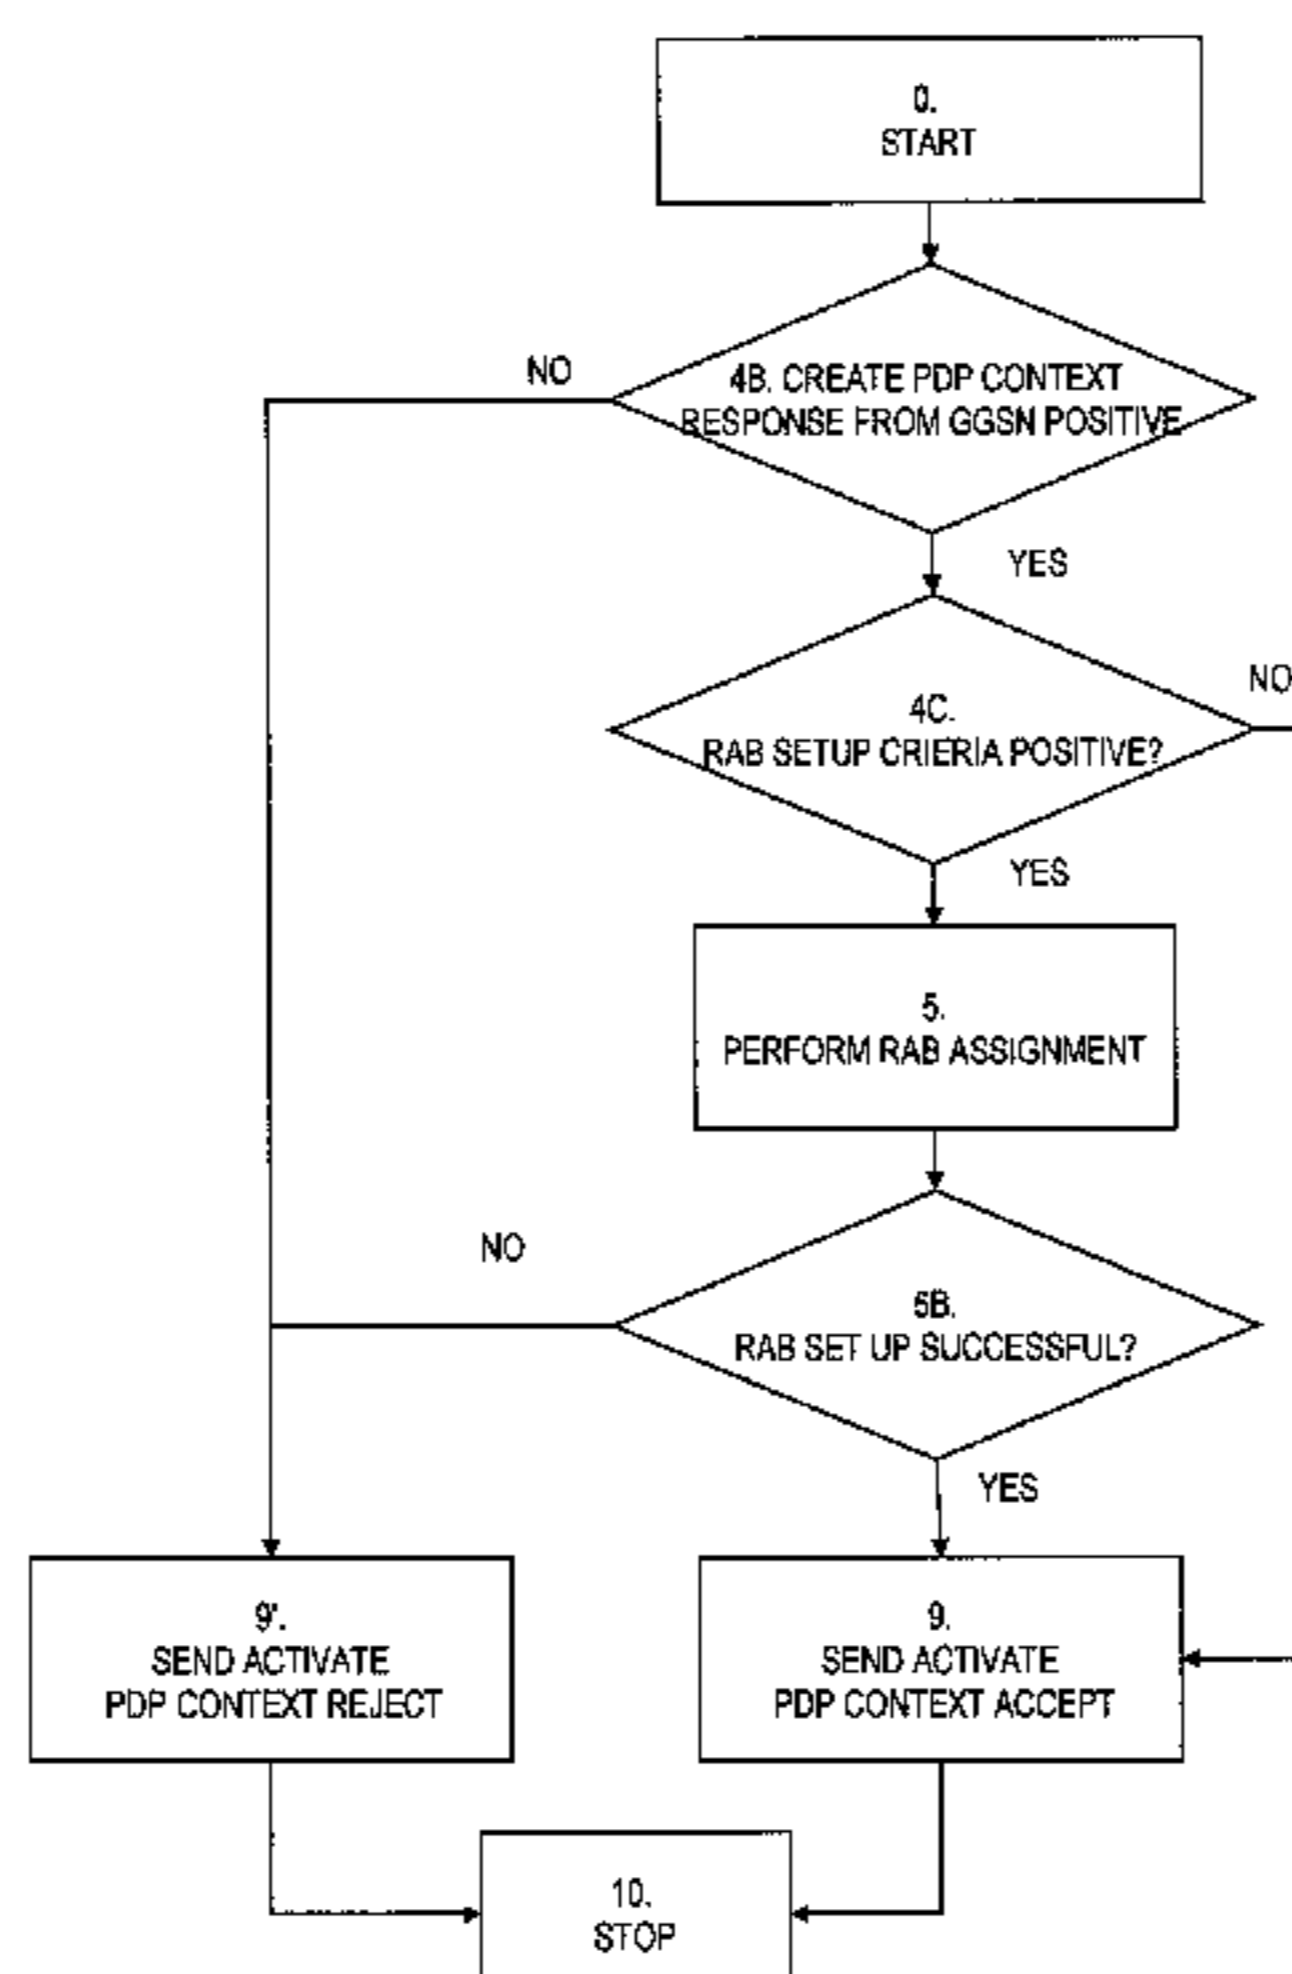 0.
START
NO
4B. CREATE PDP CONTEXT
RESPONSE FROM GGSN POSITIVE
YES
NO
4C.
RAB SETUP CRIERIA POSITIVE?
YES
5.
PERFORM RAB ASSIGNMENT
NO
5B.
RAB SET UP SUCCESSFUL?
YES
9'.
SEND ACTIVATE
PDP CONTEXT REJECT
9.
SEND ACTIVATE
PDP CONTEXT ACCEPT
10.
STOP